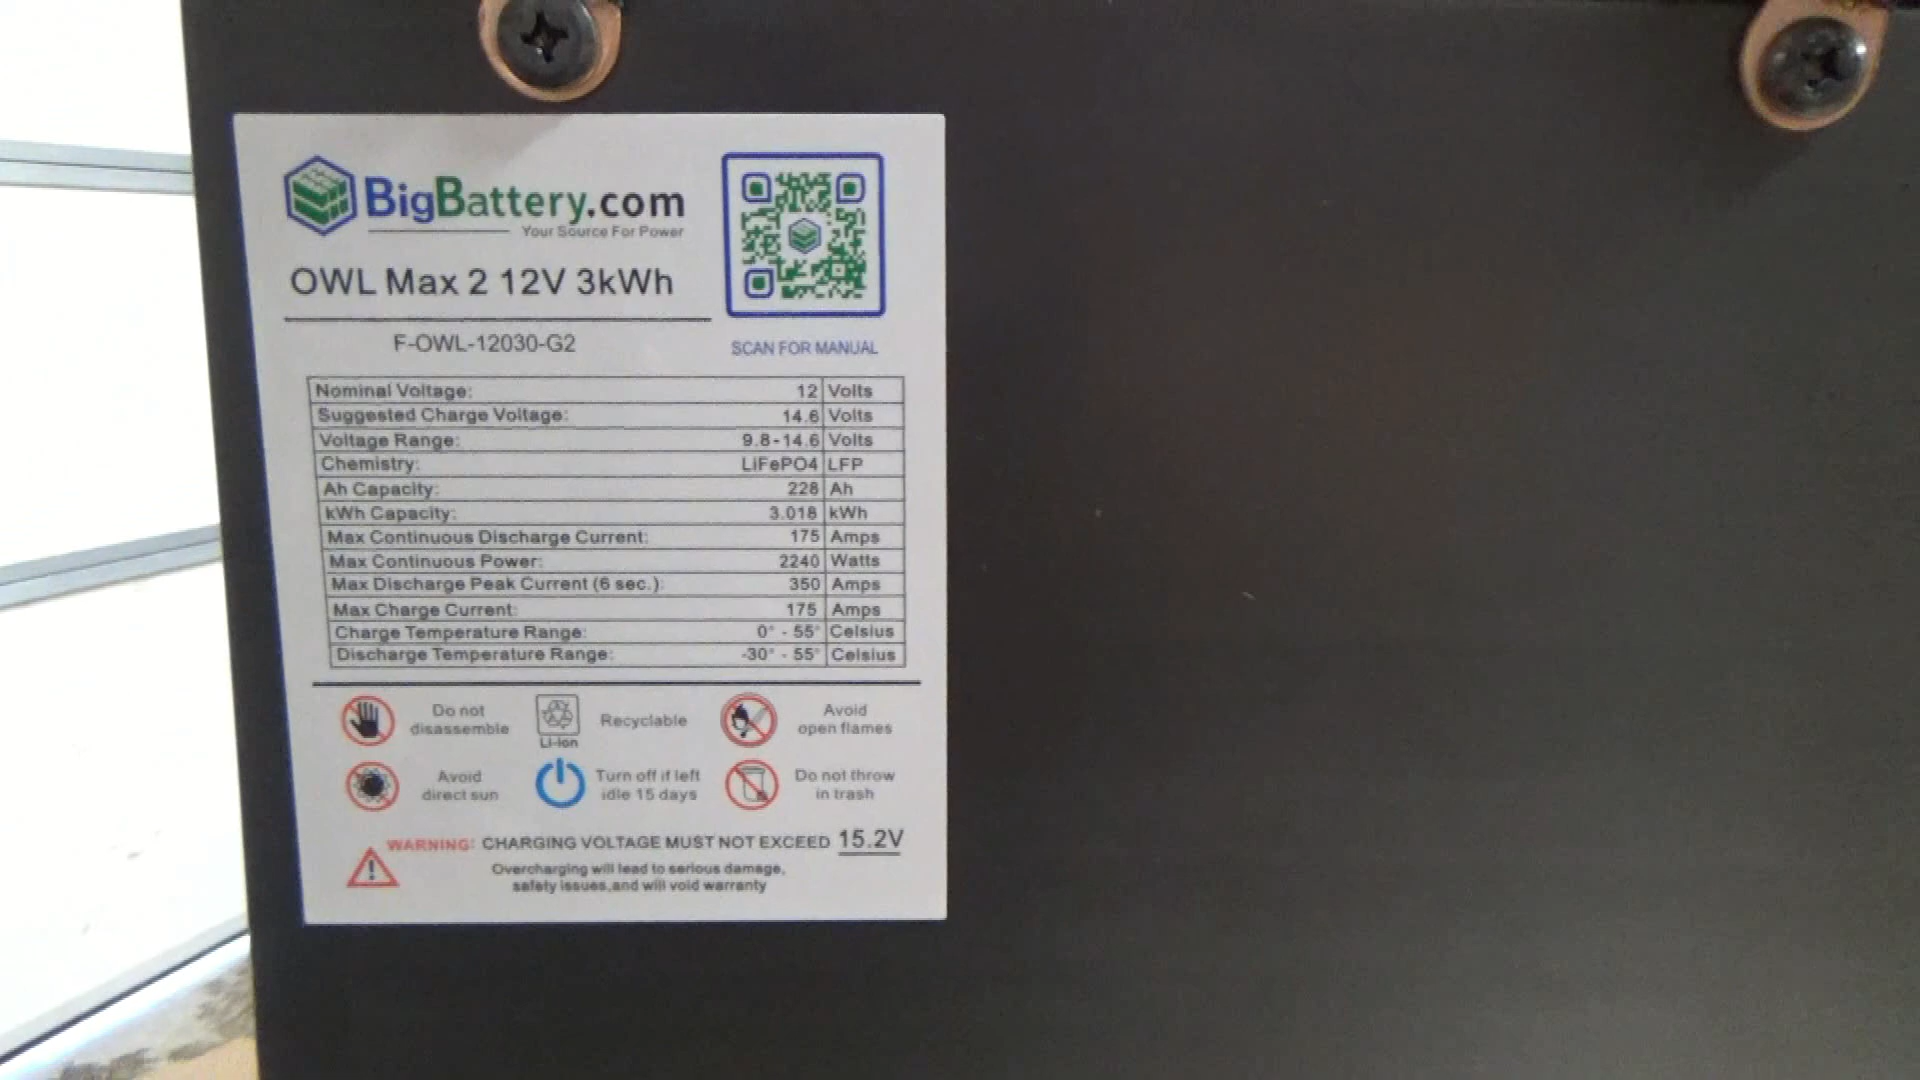 BigBattery.com
Your Source For Power
OWL Max 2 12V 3kWh
F-OWL-12030-G2
SCAN FOR MANUAL
Nominal Voltage: 12 Volts
Suggested Charge Voltage: 14.6 Volts
Voltage Range: 9.8-14.6 Volts
Chemistry: LiFePO4 LFP
Ah Capacity: 228 Ah
kWh Capacity: 3.018 kWh
Max Continuous Discharge Current: 175 Amps
Max Continuous Power: 2240 Watts
Max Discharge Peak Current (6 sec.): 350 Amps
Max Charge Current: 175 Amps
Charge Temperature Range: 0° - 55° Celsius
Discharge Temperature Range: -30° - 55° Celsius
Do not
disassemble
Li-Ion
Recyclable
Avoid
open flames
Avoid
direct sun
Turn off if left
idle 15 days
Do not throw
in trash
WARNING: CHARGING VOLTAGE MUST NOT EXCEED 15.2V
Overcharging will lead to serious damage,
safety issues,and will void warranty